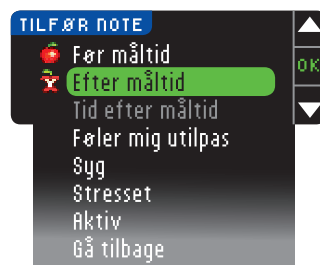 TILFØR NOTE
Før måltid
OK
Efter måltid
Tid efter måltid
Føler mig utilpas
Syg
Stresset
Aktiv
Gå tilbage